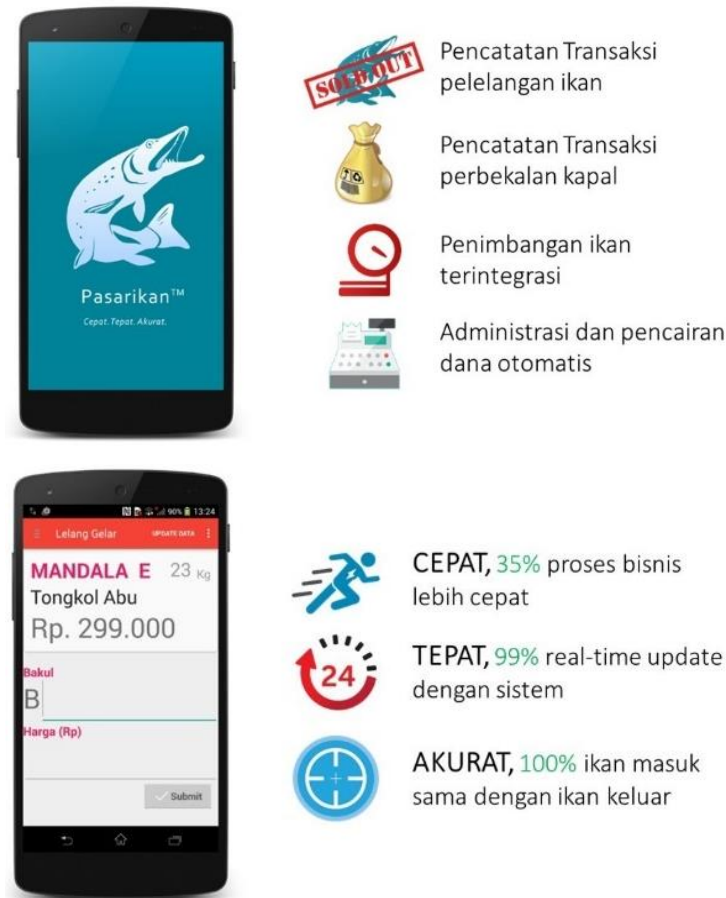 Pasarikan™
Cepat. Tepat. Akurat.
SOLD OUT
Pencatatan Transaksi
pelelangan ikan
Pencatatan Transaksi
perbekalan kapal
Penimbangan ikan
terintegrasi
Administrasi dan pencairan
dana otomatis
90% 13:24
Lelang Gelar UPDATE DATA
MANDALA E 23 Kg
Tongkol Abu
Rp. 299.000
Bakul
B
Harga (Rp)
Submit
CEPAT, 35% proses bisnis
lebih cepat
24
TEPAT, 99% real-time update
dengan sistem
AKURAT, 100% ikan masuk
sama dengan ikan keluar